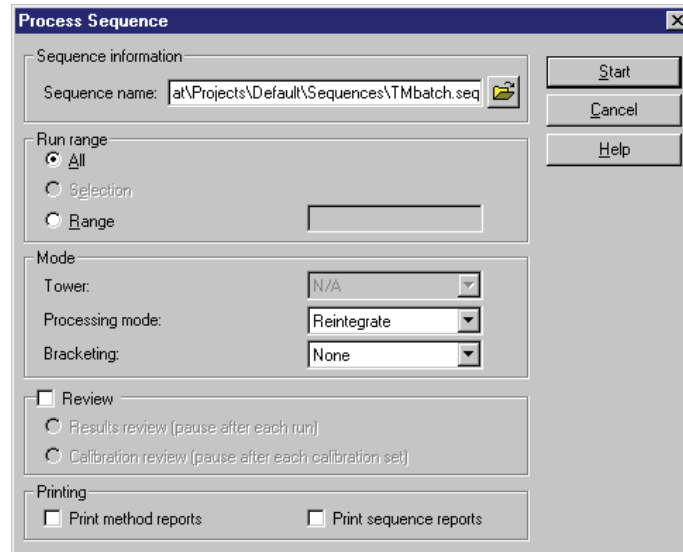 Process Sequence
Sequence information
Sequence name: at\Projects\Default\Sequences\TMbatch.seq
Start
Cancel
Help
Run range
All
Selection
Range
Mode
Tower: N/A
Processing mode: Reintegrate
Bracketing: None
Review
Results review (pause after each run)
Calibration review (pause after each calibration set)
Printing
Print method reports Print sequence reports